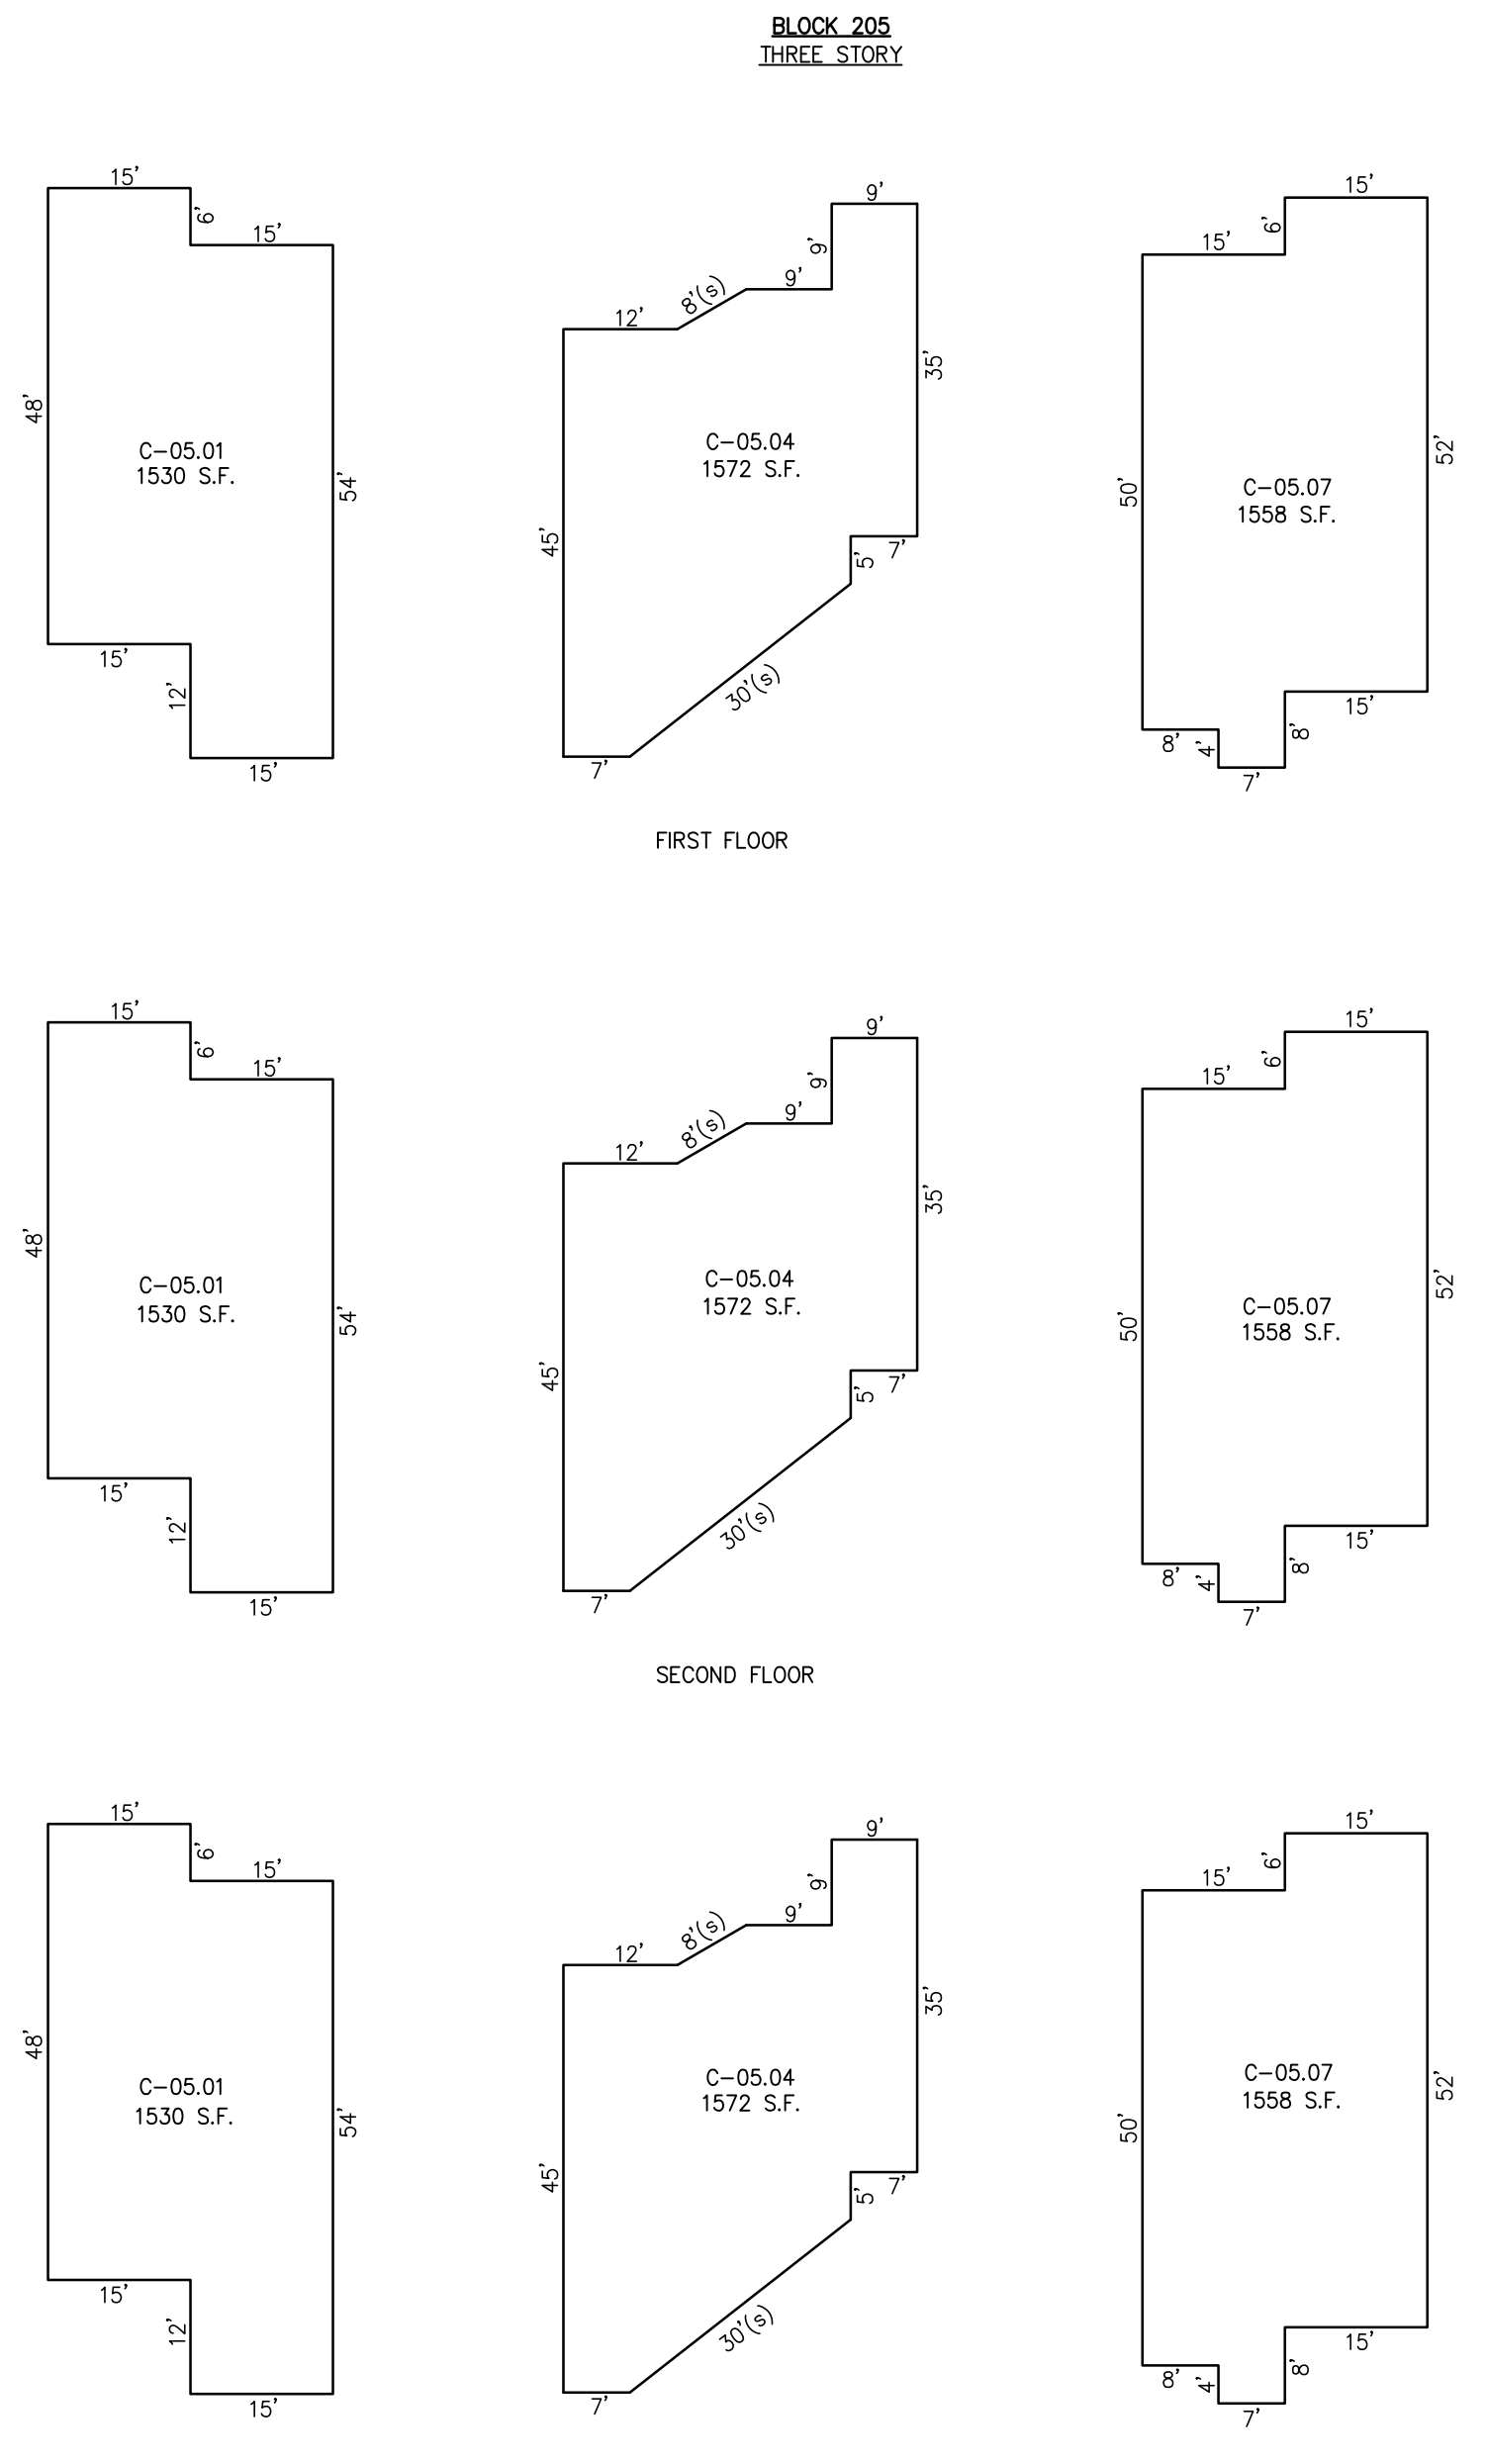 BLOCK 205
THREE STORY
15'
6'
15'
48'
C-05.01
1530 S.F.
54'
15'
12'
15'
9'
9'
9'
8'(s)
12'
35'
C-05.04
1572 S.F.
45'
7'
5'
30'(s)
7'
15'
6'
15'
52'
50'
C-05.07
1558 S.F.
15'
8'
8'
4'
7'
FIRST FLOOR
15'
6'
15'
48'
C-05.01
1530 S.F.
54'
15'
12'
15'
9'
9'
9'
8'(s)
12'
35'
C-05.04
1572 S.F.
45'
7'
5'
30'(s)
7'
15'
6'
15'
52'
50'
C-05.07
1558 S.F.
15'
8'
8'
4'
7'
SECOND FLOOR
15'
6'
15'
48'
C-05.01
1530 S.F.
54'
15'
12'
15'
9'
9'
9'
8'(s)
12'
35'
C-05.04
1572 S.F.
45'
7'
5'
30'(s)
7'
15'
6'
15'
52'
50'
C-05.07
1558 S.F.
15'
8'
8'
4'
7'